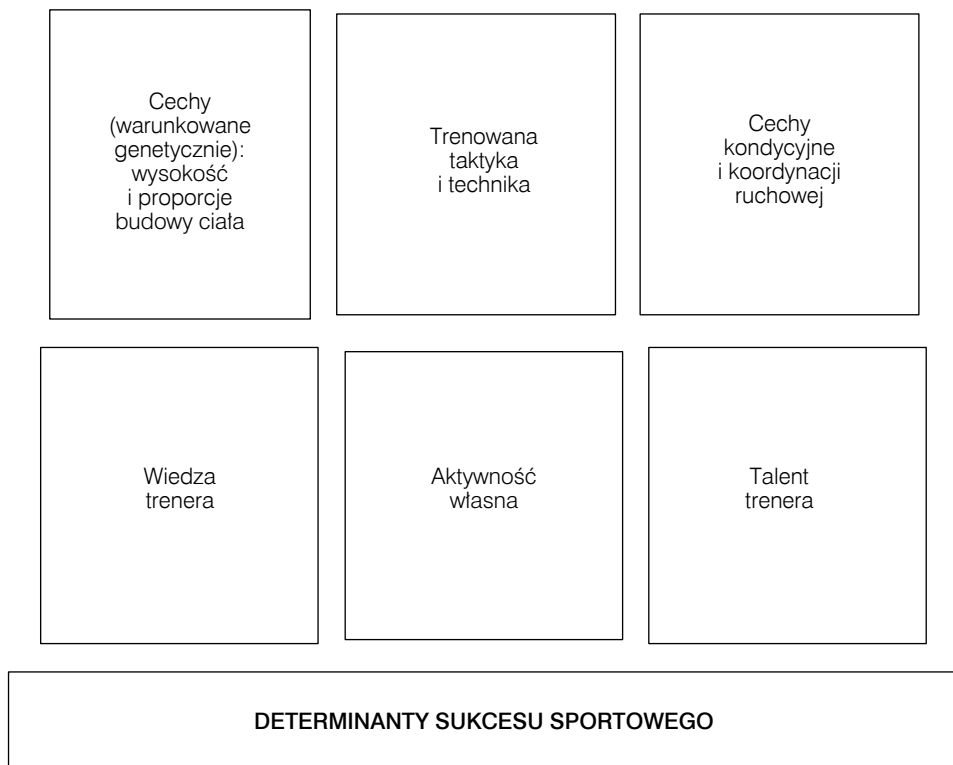 Cechy
(warunkowane
genetycznie):
wysokość
i proporcje
budowy ciała
Trenowana
taktyka
i technika
Cechy
kondycyjne
i koordynacji
ruchowej
Wiedza
trenera
Aktywność
własna
Talent
trenera
DETERMINANTY SUKCESU SPORTOWEGO